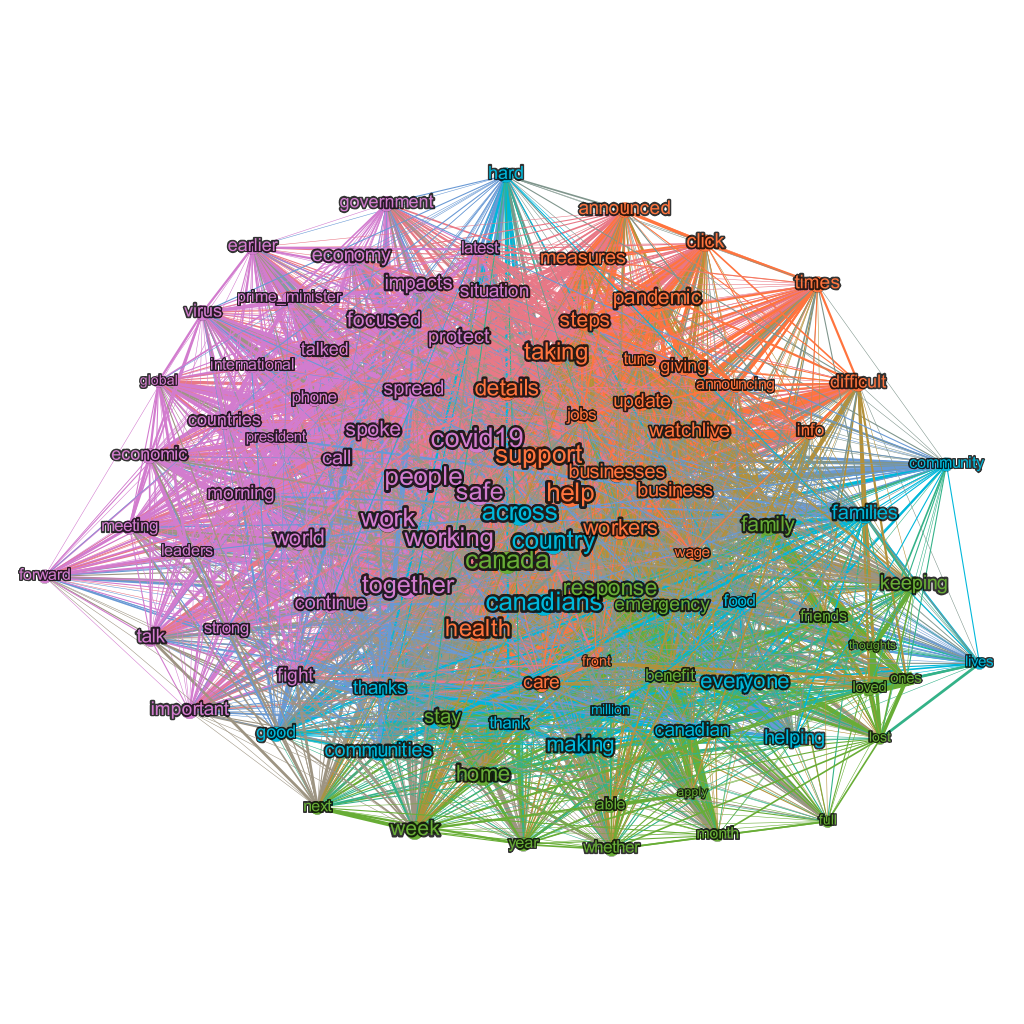 hard
government
announced
click
earlier
latest
economy
measures
impacts
times
situation
prime_minister
pandemic
virus
focused
steps
protect
talked
taking
tune
international
giving
global
spread
details
announcing
difficult
phone
update
jobs
countries
spoke
watchlive
info
president
covid19
economic
call
support
community
businesses
people
morning
safe
help
business
across
families
work
meeting
world
working
country
workers
family
leaders
wage
canada
forward
together
response
keeping
continue
canadians
emergency
food
friends
strong
health
talk
thoughts
front
lives
fight
benefit
care
everyone
loved
ones
thanks
important
million
stay
thank
good
canadian
helping
lost
communities
making
home
apply
next
able
full
week
month
year
whether